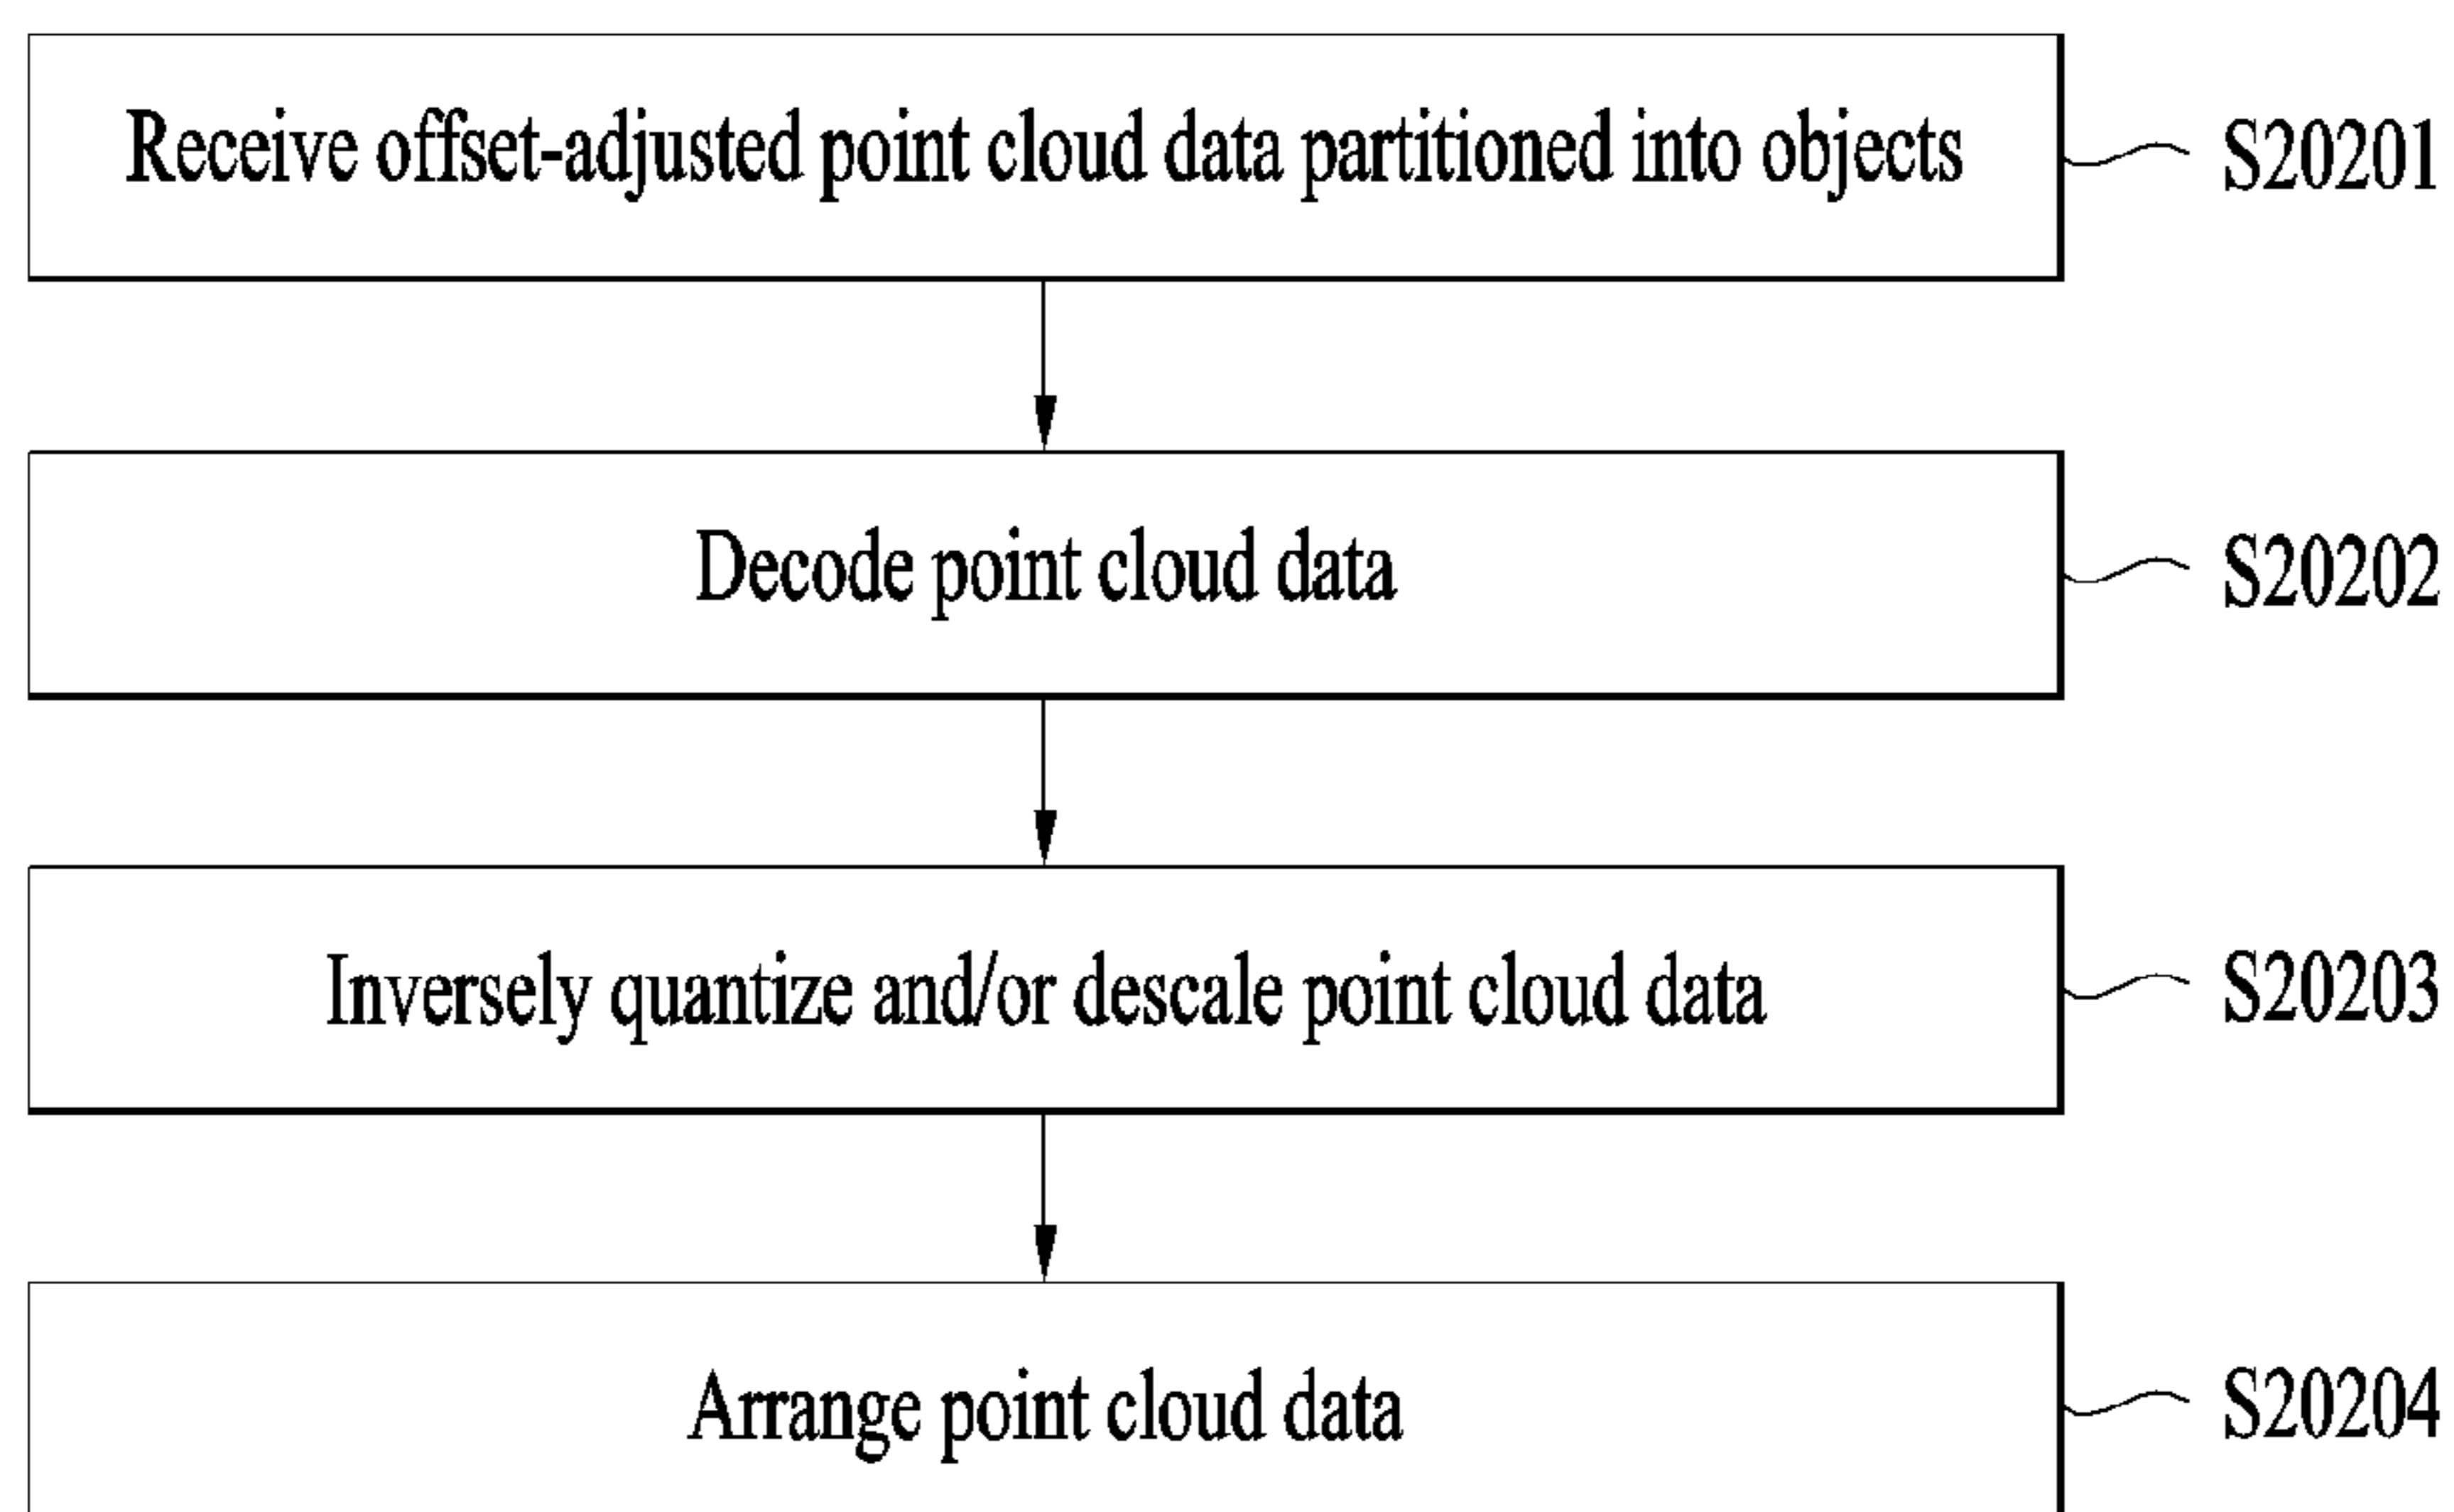 Receive offset-adjusted point cloud data partitioned into objects S20201
Decode point cloud data S20202
Inversely quantize and/or descale point cloud data S20203
Arrange point cloud data S20204